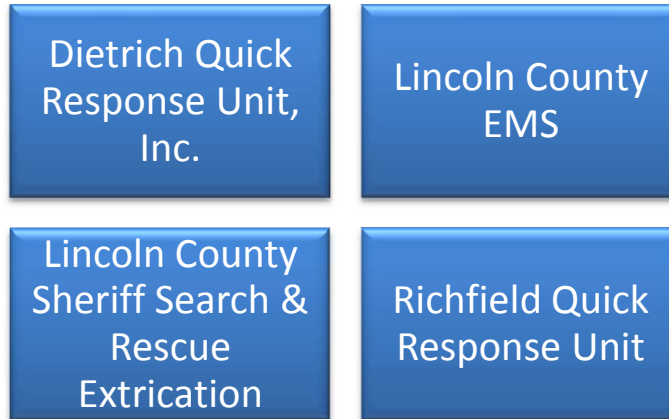 Dietrich Quick
Response Unit,
Inc.
Lincoln County
EMS
Lincoln County
Sheriff Search &
Rescue
Extrication
Richfield Quick
Response Unit